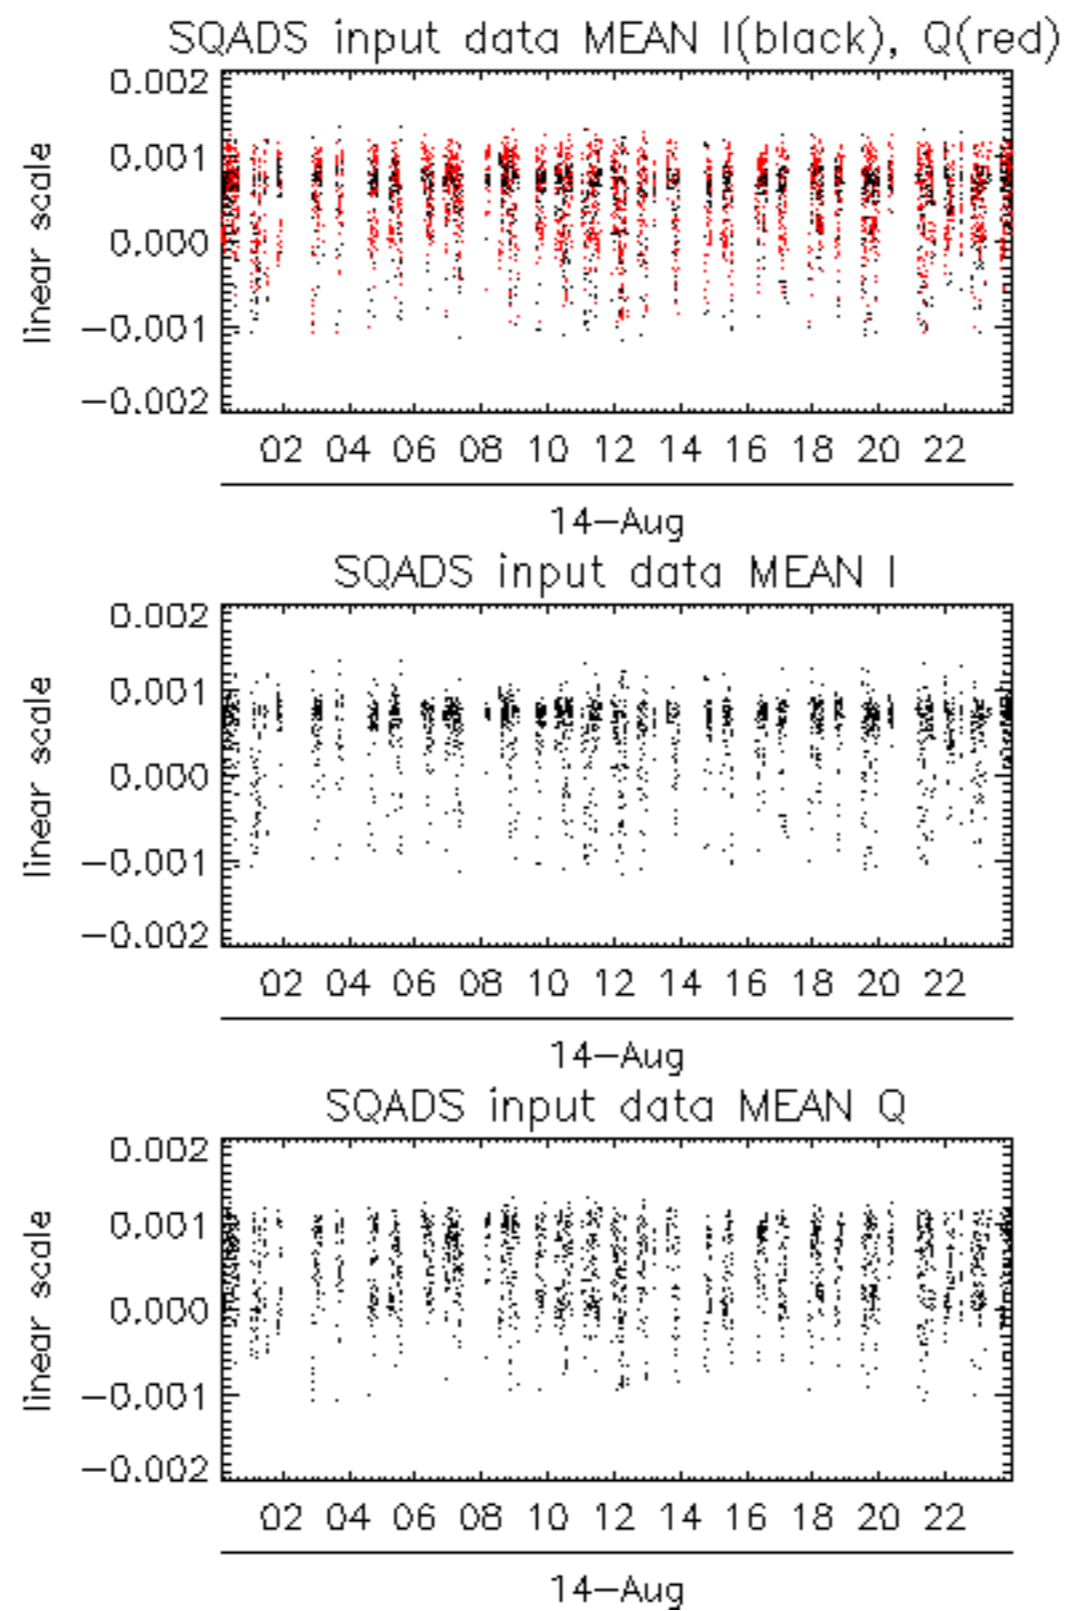 SQADS input data MEAN I(black), Q(red)
0.002
0.001
0.000
−0.001
−0.002
linear scale
02 04 06 08 10 12 14 16 18 20 22
14−Aug
SQADS input data MEAN I
0.002
0.001
0.000
−0.001
−0.002
linear scale
02 04 06 08 10 12 14 16 18 20 22
14−Aug
SQADS input data MEAN Q
0.002
0.001
0.000
−0.001
−0.002
linear scale
02 04 06 08 10 12 14 16 18 20 22
14−Aug